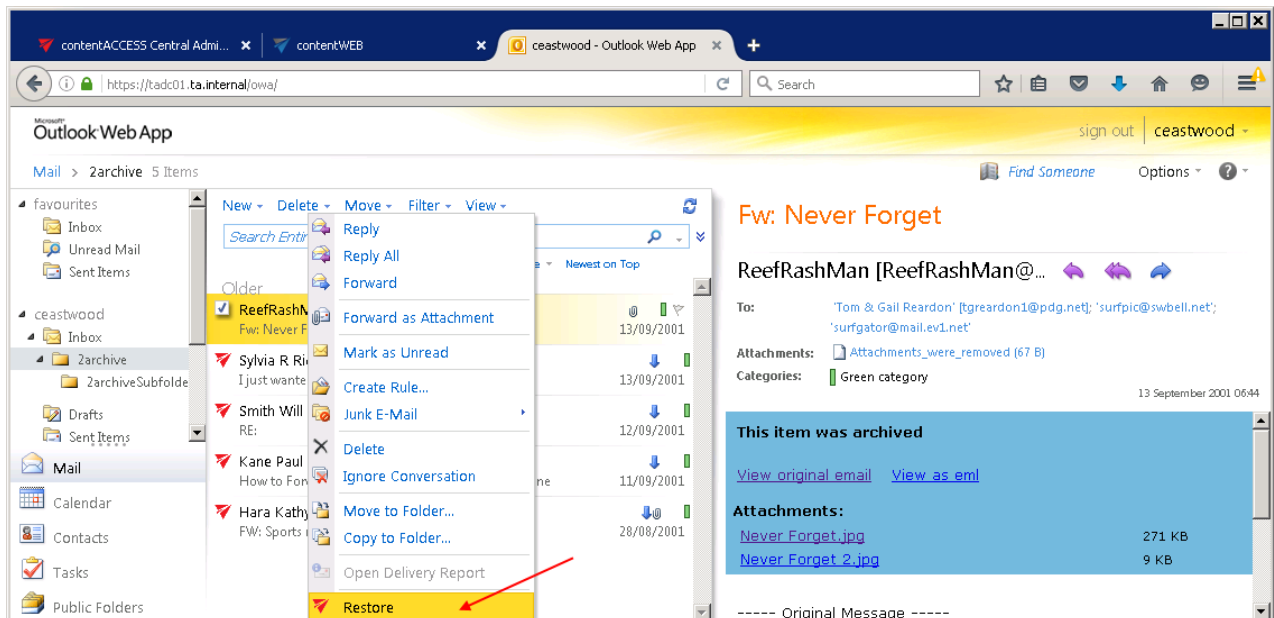 contentACCESS Central Admi...
contentWEB
ceastwood - Outlook Web App
https://tadc01.ta.internal/owa/
Search
Microsoft®
Outlook Web App
sign out
ceastwood
Mail > 2archive 5 Items
Find Someone
Options
favourites
Inbox
Unread Mail
Sent Items
ceastwood
Inbox
2archive
2archiveSubfolde
Drafts
Sent Items
Mail
Calendar
Contacts
Tasks
Public Folders
New Delete Move Filter View
Search Entir
Newest on Top
Older
ReefRashM
Fw: Never F
13/09/2001
Sylvia R Ri
I just wante
13/09/2001
Smith Will
RE:
12/09/2001
Kane Paul
How to For
ne
11/09/2001
Hara Kathy
FW: Sports
28/08/2001
Reply
Reply All
Forward
Forward as Attachment
Mark as Unread
Create Rule...
Junk E-Mail
Delete
Ignore Conversation
Move to Folder...
Copy to Folder...
Open Delivery Report
Restore
Fw: Never Forget
ReefRashMan [ReefRashMan@...
To: 'Tom & Gail Reardon' [tgreardon1@pdg.net]; 'surfpic@swbell.net';
'surfgator@mail.ev1.net'
Attachments: Attachments_were_removed (67 B)
Categories: Green category
13 September 2001 06:44
This item was archived
View original email View as eml
Attachments:
Never Forget.jpg 271 KB
Never Forget 2.jpg 9 KB
----- Original Message -----